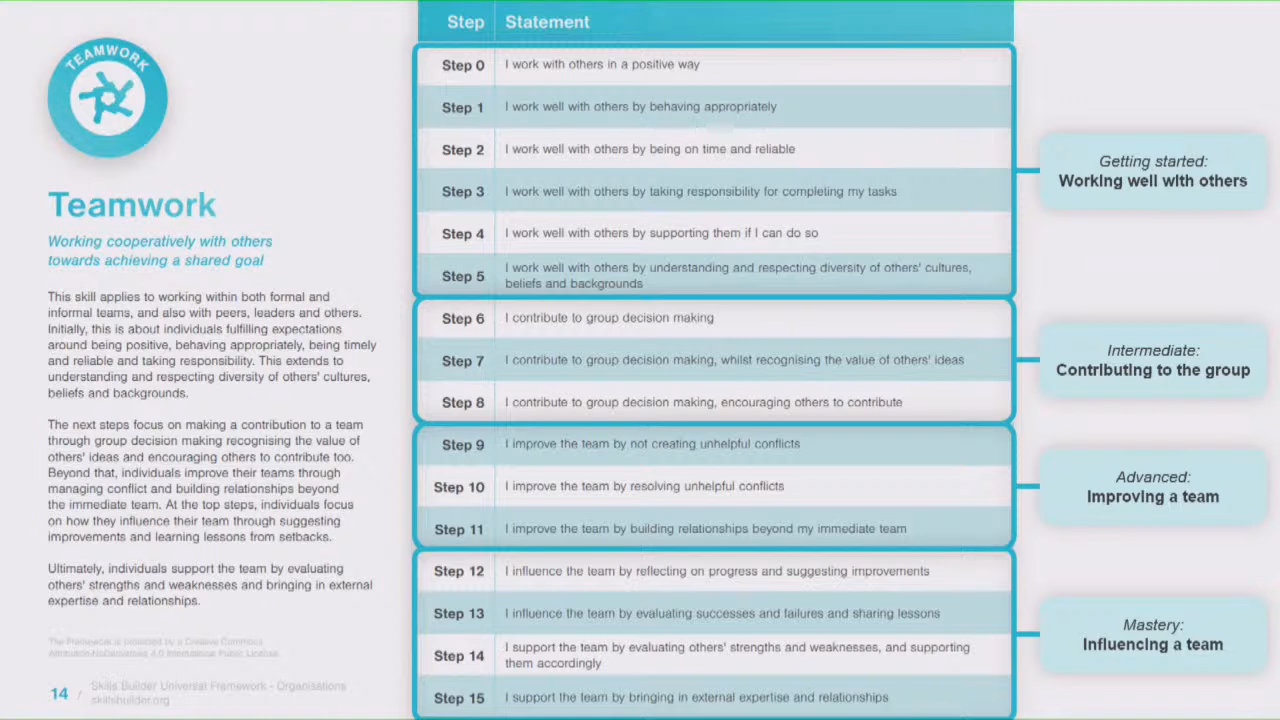 TEAMWORK
Teamwork
Working cooperatively with others
towards achieving a shared goal
This skill applies to working within both formal and
informal teams, and also with peers, leaders and others.
Initially, this is about individuals fulfilling expectations
around being positive, behaving appropriately, being timely
and reliable and taking responsibility. This extends to
understanding and respecting diversity of others' cultures,
beliefs and backgrounds.
The next steps focus on making a contribution to a team
through group decision making recognising the value of
others' ideas and encouraging others to contribute too.
Beyond that, individuals improve their teams through
managing conflict and building relationships beyond
the immediate team. At the top steps, individuals focus
on how they influence their team through suggesting
improvements and learning lessons from setbacks.
Ultimately, individuals support the team by evaluating
others' strengths and weaknesses and bringing in external
expertise and relationships.
The Framework is published by a Creative Commons
Attribution-NoDerivatives 4.0 International Public License.
14 / Skills Builder Universal Framework - Organisations
skillsbuilder.org
Step Statement
Step 0 I work with others in a positive way
Step 1 I work well with others by behaving appropriately
Step 2 I work well with others by being on time and reliable
Step 3 I work well with others by taking responsibility for completing my tasks
Step 4 I work well with others by supporting them if I can do so
Step 5 I work well with others by understanding and respecting diversity of others' cultures,
beliefs and backgrounds
Step 6 I contribute to group decision making
Step 7 I contribute to group decision making, whilst recognising the value of others' ideas
Step 8 I contribute to group decision making, encouraging others to contribute
Step 9 I improve the team by not creating unhelpful conflicts
Step 10 I improve the team by resolving unhelpful conflicts
Step 11 I improve the team by building relationships beyond my immediate team
Step 12 I influence the team by reflecting on progress and suggesting improvements
Step 13 I influence the team by evaluating successes and failures and sharing lessons
Step 14 I support the team by evaluating others' strengths and weaknesses, and supporting
them accordingly
Step 15 I support the team by bringing in external expertise and relationships
Getting started:
Working well with others
Intermediate:
Contributing to the group
Advanced:
Improving a team
Mastery:
Influencing a team